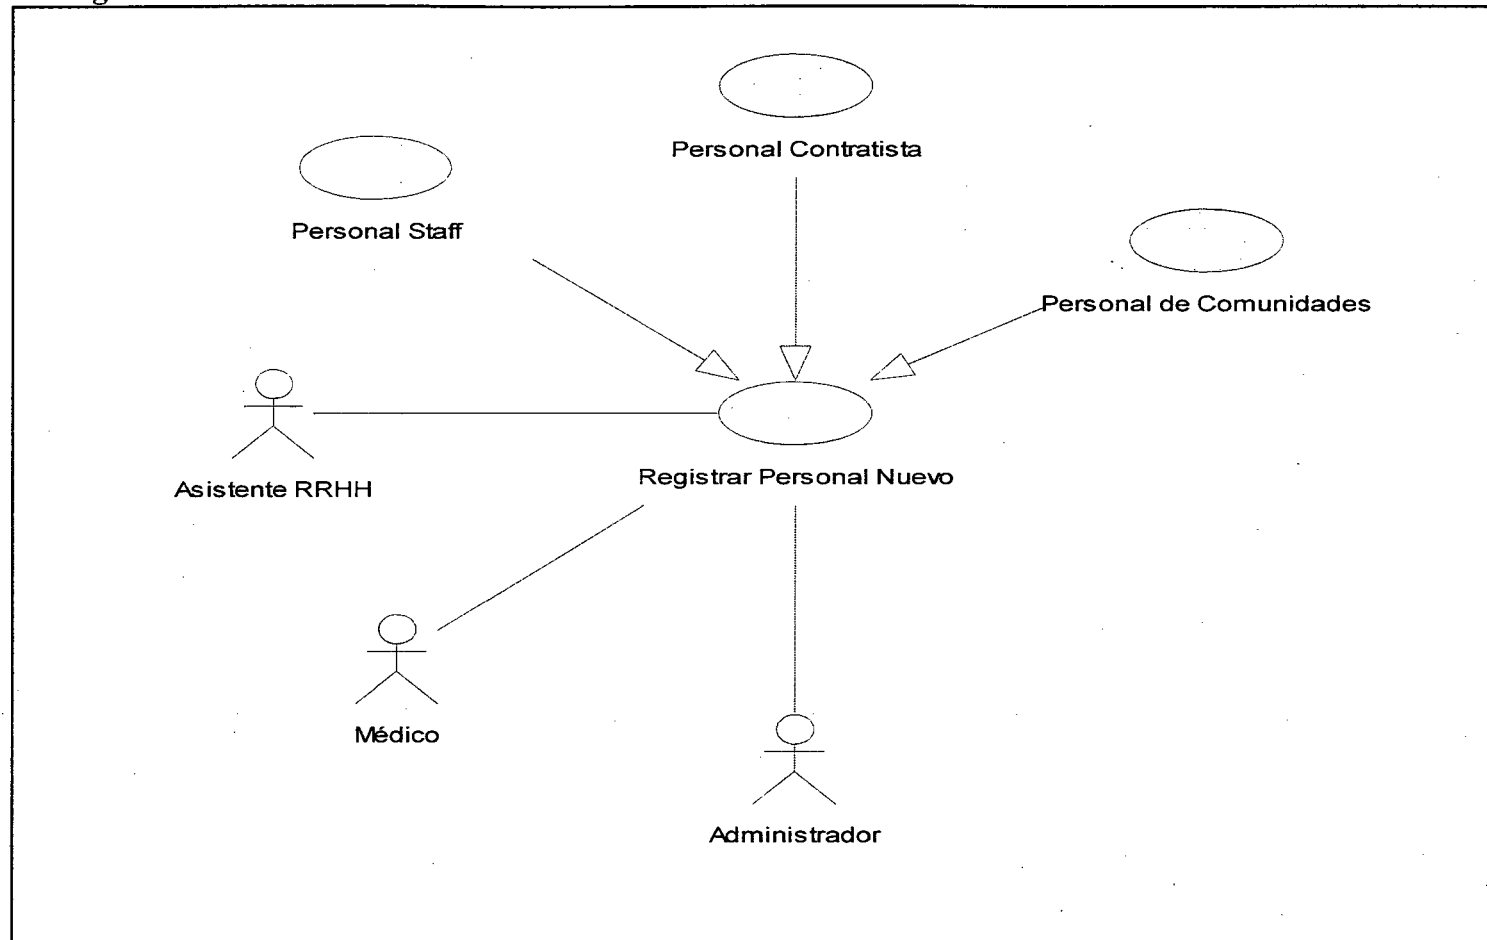 Personal Contratista
Personal Staff
Personal de Comunidades
Asistente RRHH
Registrar Personal Nuevo
Médico
Administrador